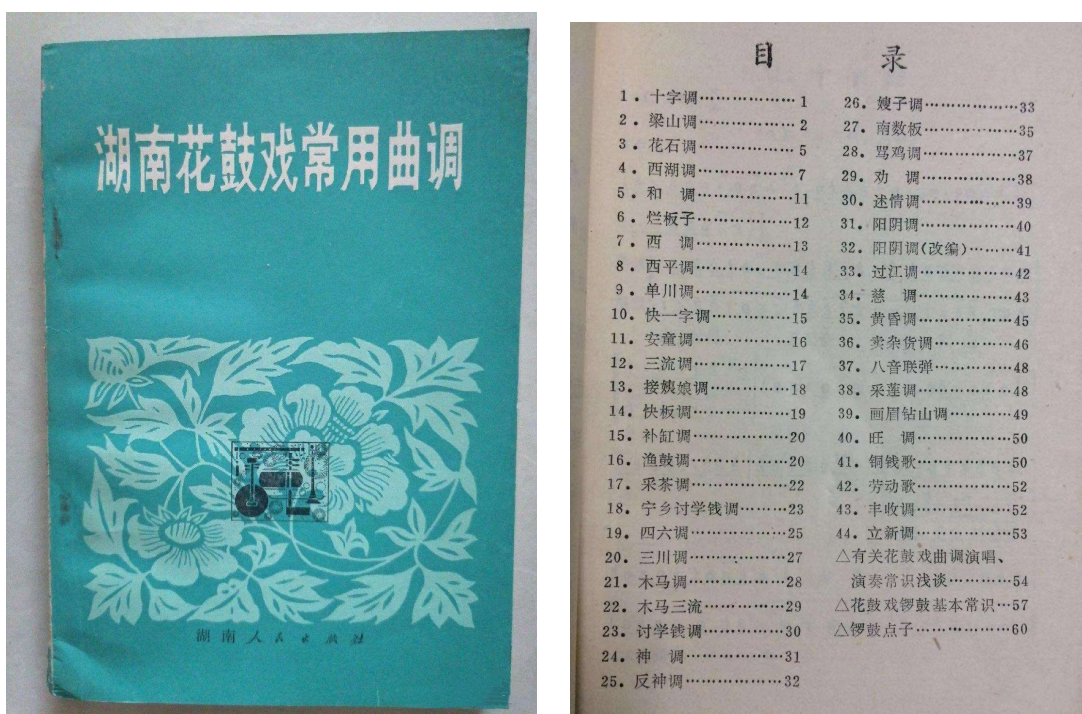 湖南花鼓戏常用曲调
湖南人民出版社
目 录
1．十字调………………1
2．梁山调………………2
3．花石调………………5
4．西湖调………………7
5．和 调………………11
6．烂板子………………12
7．西 调………………13
8．西平调………………14
9．单川调………………14
10．快一字调……………15
11．安童调………………16
12．三流调………………17
13．接姨娘调……………18
14．快板调………………19
15．补缸调………………20
16．渔鼓调………………20
17．采茶调………………22
18．宁乡讨学钱调………23
19．四六调………………25
20．三川调………………27
21．木马调………………28
22．木马三流……………29
23．讨学钱调……………30
24．神 调………………31
25．反神调………………32
26．嫂子调………………33
27．南数板………………35
28．骂鸡调………………37
29．劝 调………………38
30．述情调………………39
31．阳阴调………………40
32．阳阴调(改编)………41
33．过江调………………42
34．慈 调………………43
35．黄昏调………………45
36．卖杂货调……………46
37．八音联弹……………48
38．采莲调………………48
39．画眉钻山调…………49
40．旺 调………………50
41．铜钱歌………………50
42．劳动歌………………52
43．丰收调………………52
44．立新调………………53
△有关花鼓戏曲调演唱、
演奏常识浅谈…………54
△花鼓戏锣鼓基本常识…57
△锣鼓点子………………60